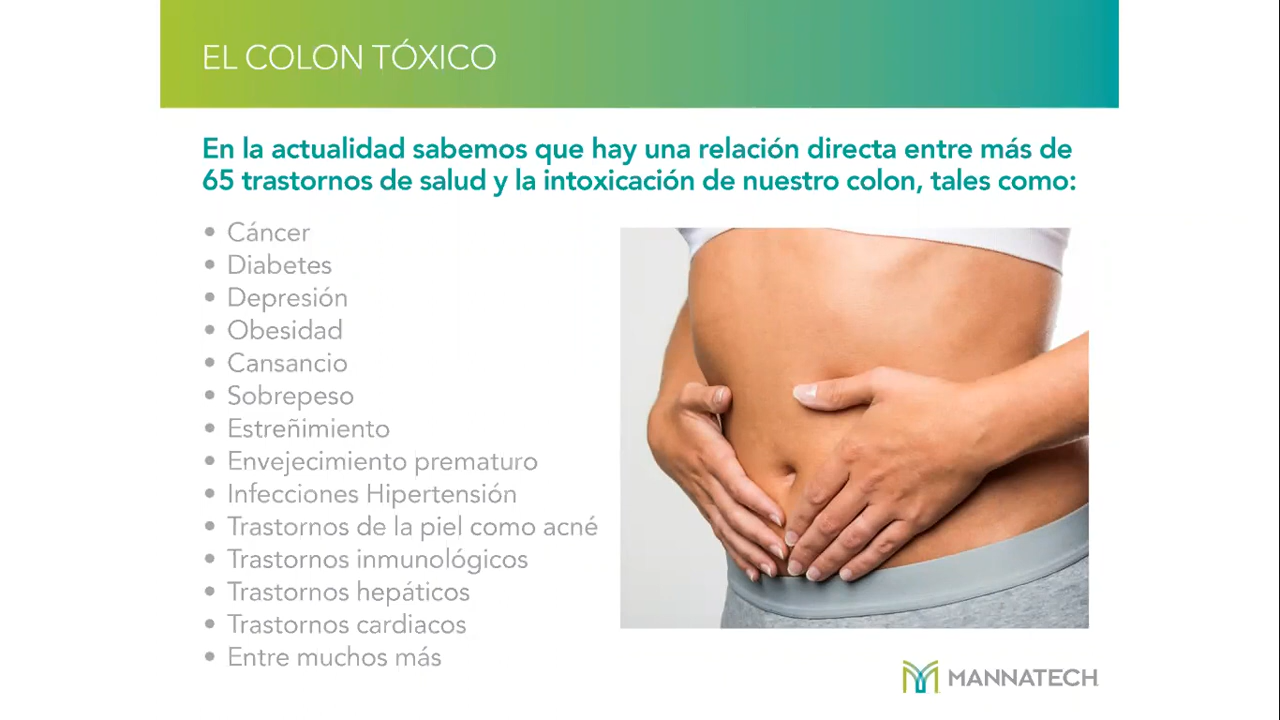 EL COLON TÓXICO
En la actualidad sabemos que hay una relación directa entre más de
65 trastornos de salud y la intoxicación de nuestro colon, tales como:
• Cáncer
• Diabetes
• Depresión
• Obesidad
• Cansancio
• Sobrepeso
• Estreñimiento
• Envejecimiento prematuro
• Infecciones Hipertensión
• Trastornos de la piel como acné
• Trastornos inmunológicos
• Trastornos hepáticos
• Trastornos cardiacos
• Entre muchos más
MANNATECH